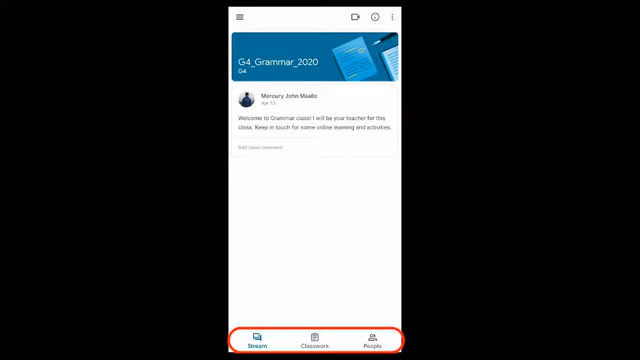 G4_Grammar_2020
G4
Mercury John Maallo
Apr 15
Welcome to Grammar class! I will be your teacher for this
class. Keep in touch for some online learning and activities.
Add class comment
Stream
Classwork
People